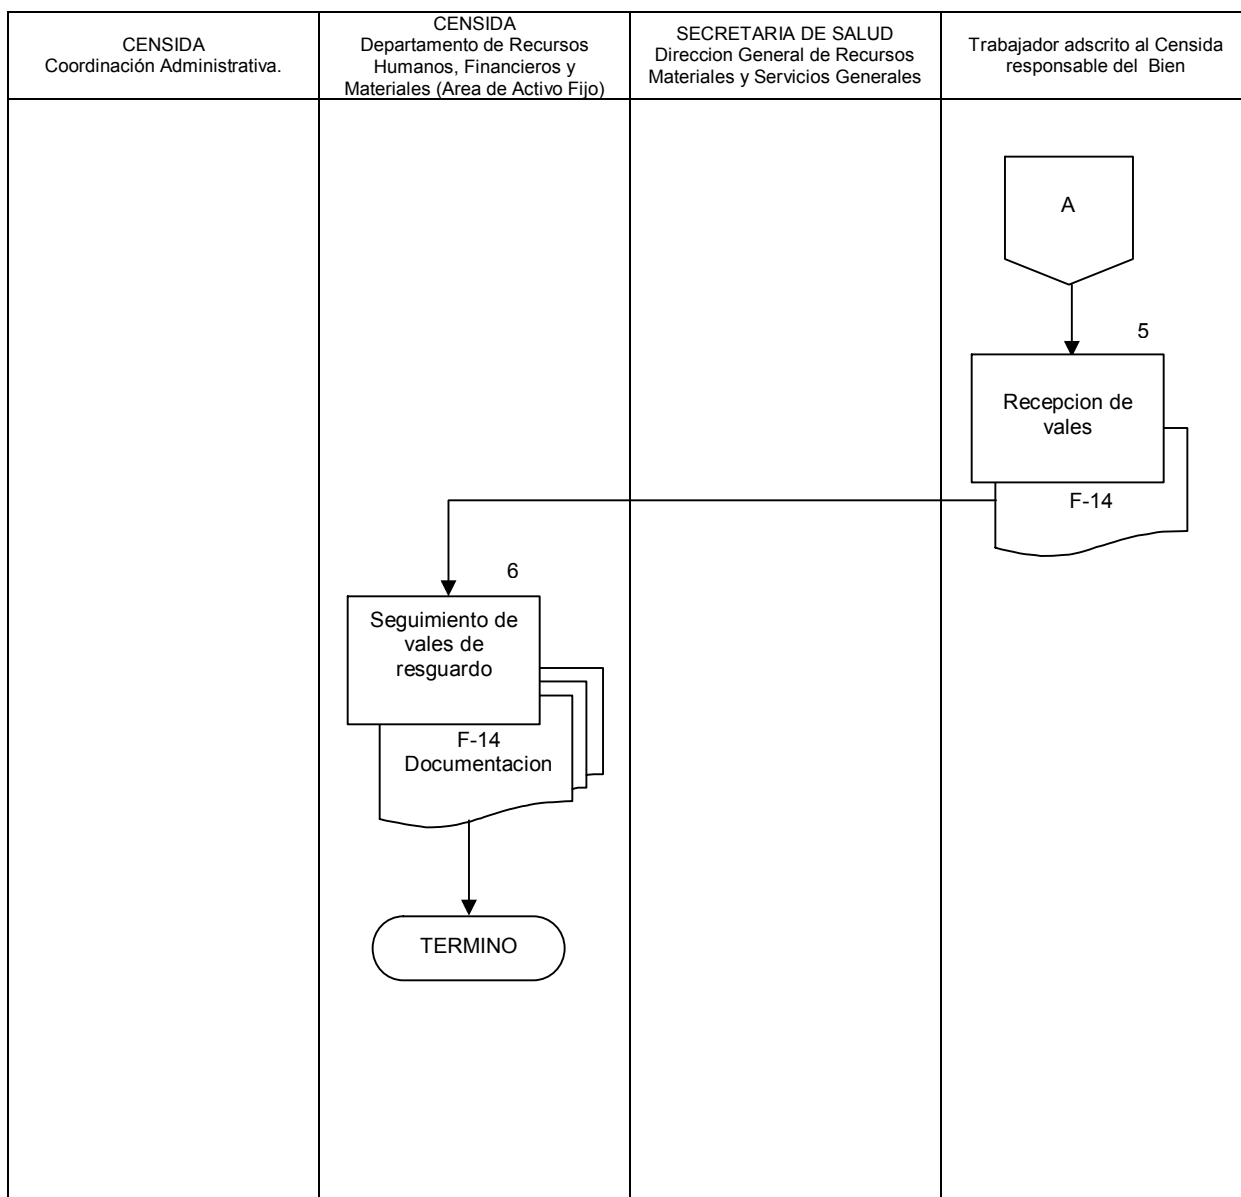 CENSIDA
Coordinación Administrativa.
CENSIDA
Departamento de Recursos
Humanos, Financieros y
Materiales (Area de Activo Fijo)
SECRETARIA DE SALUD
Direccion General de Recursos
Materiales y Servicios Generales
Trabajador adscrito al Censida
responsable del Bien
A
5
Recepcion de
vales
F-14
6
Seguimiento de
vales de
resguardo
F-14
Documentacion
TERMINO